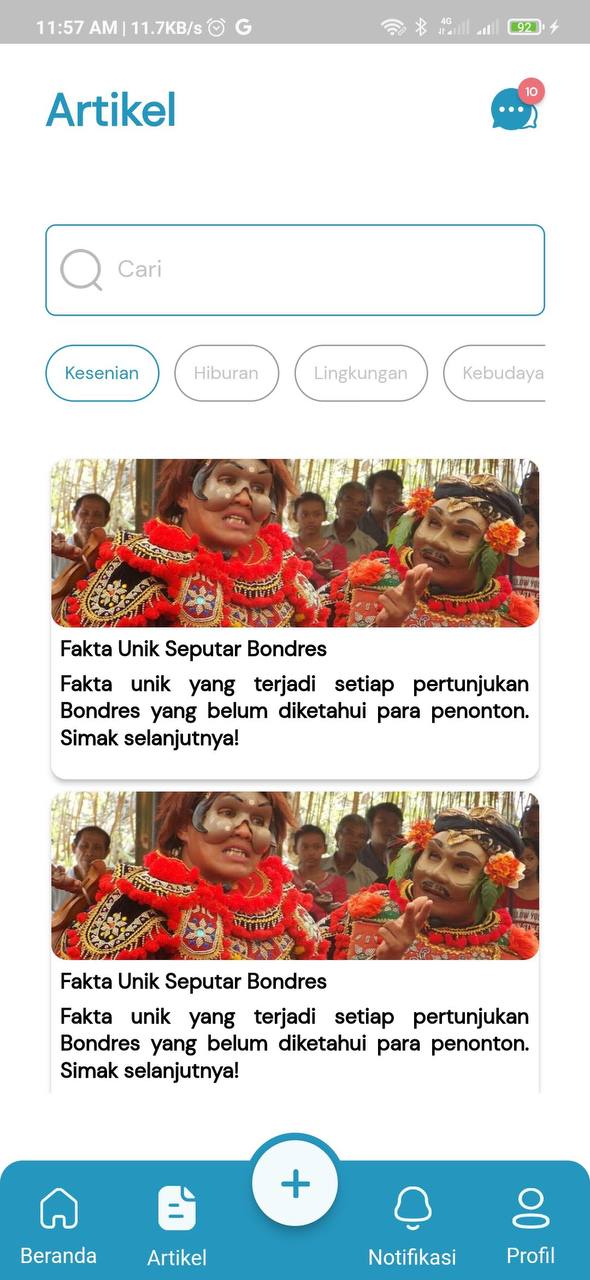 11:57 AM | 11.7KB/s
4G
92
Artikel
10
Cari
Kesenian
Hiburan
Lingkungan
Kebudaya
Fakta Unik Seputar Bondres
Fakta unik yang terjadi setiap pertunjukan
Bondres yang belum diketahui para penonton.
Simak selanjutnya!
Fakta Unik Seputar Bondres
Fakta unik yang terjadi setiap pertunjukan
Bondres yang belum diketahui para penonton.
Simak selanjutnya!
Beranda
Artikel
Notifikasi
Profil